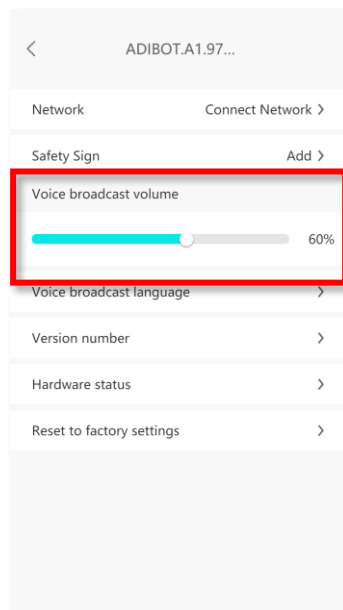 ADIBOT.A1.97...
Network Connect Network >
Safety Sign Add >
Voice broadcast volume
60%
Voice broadcast language >
Version number >
Hardware status >
Reset to factory settings >